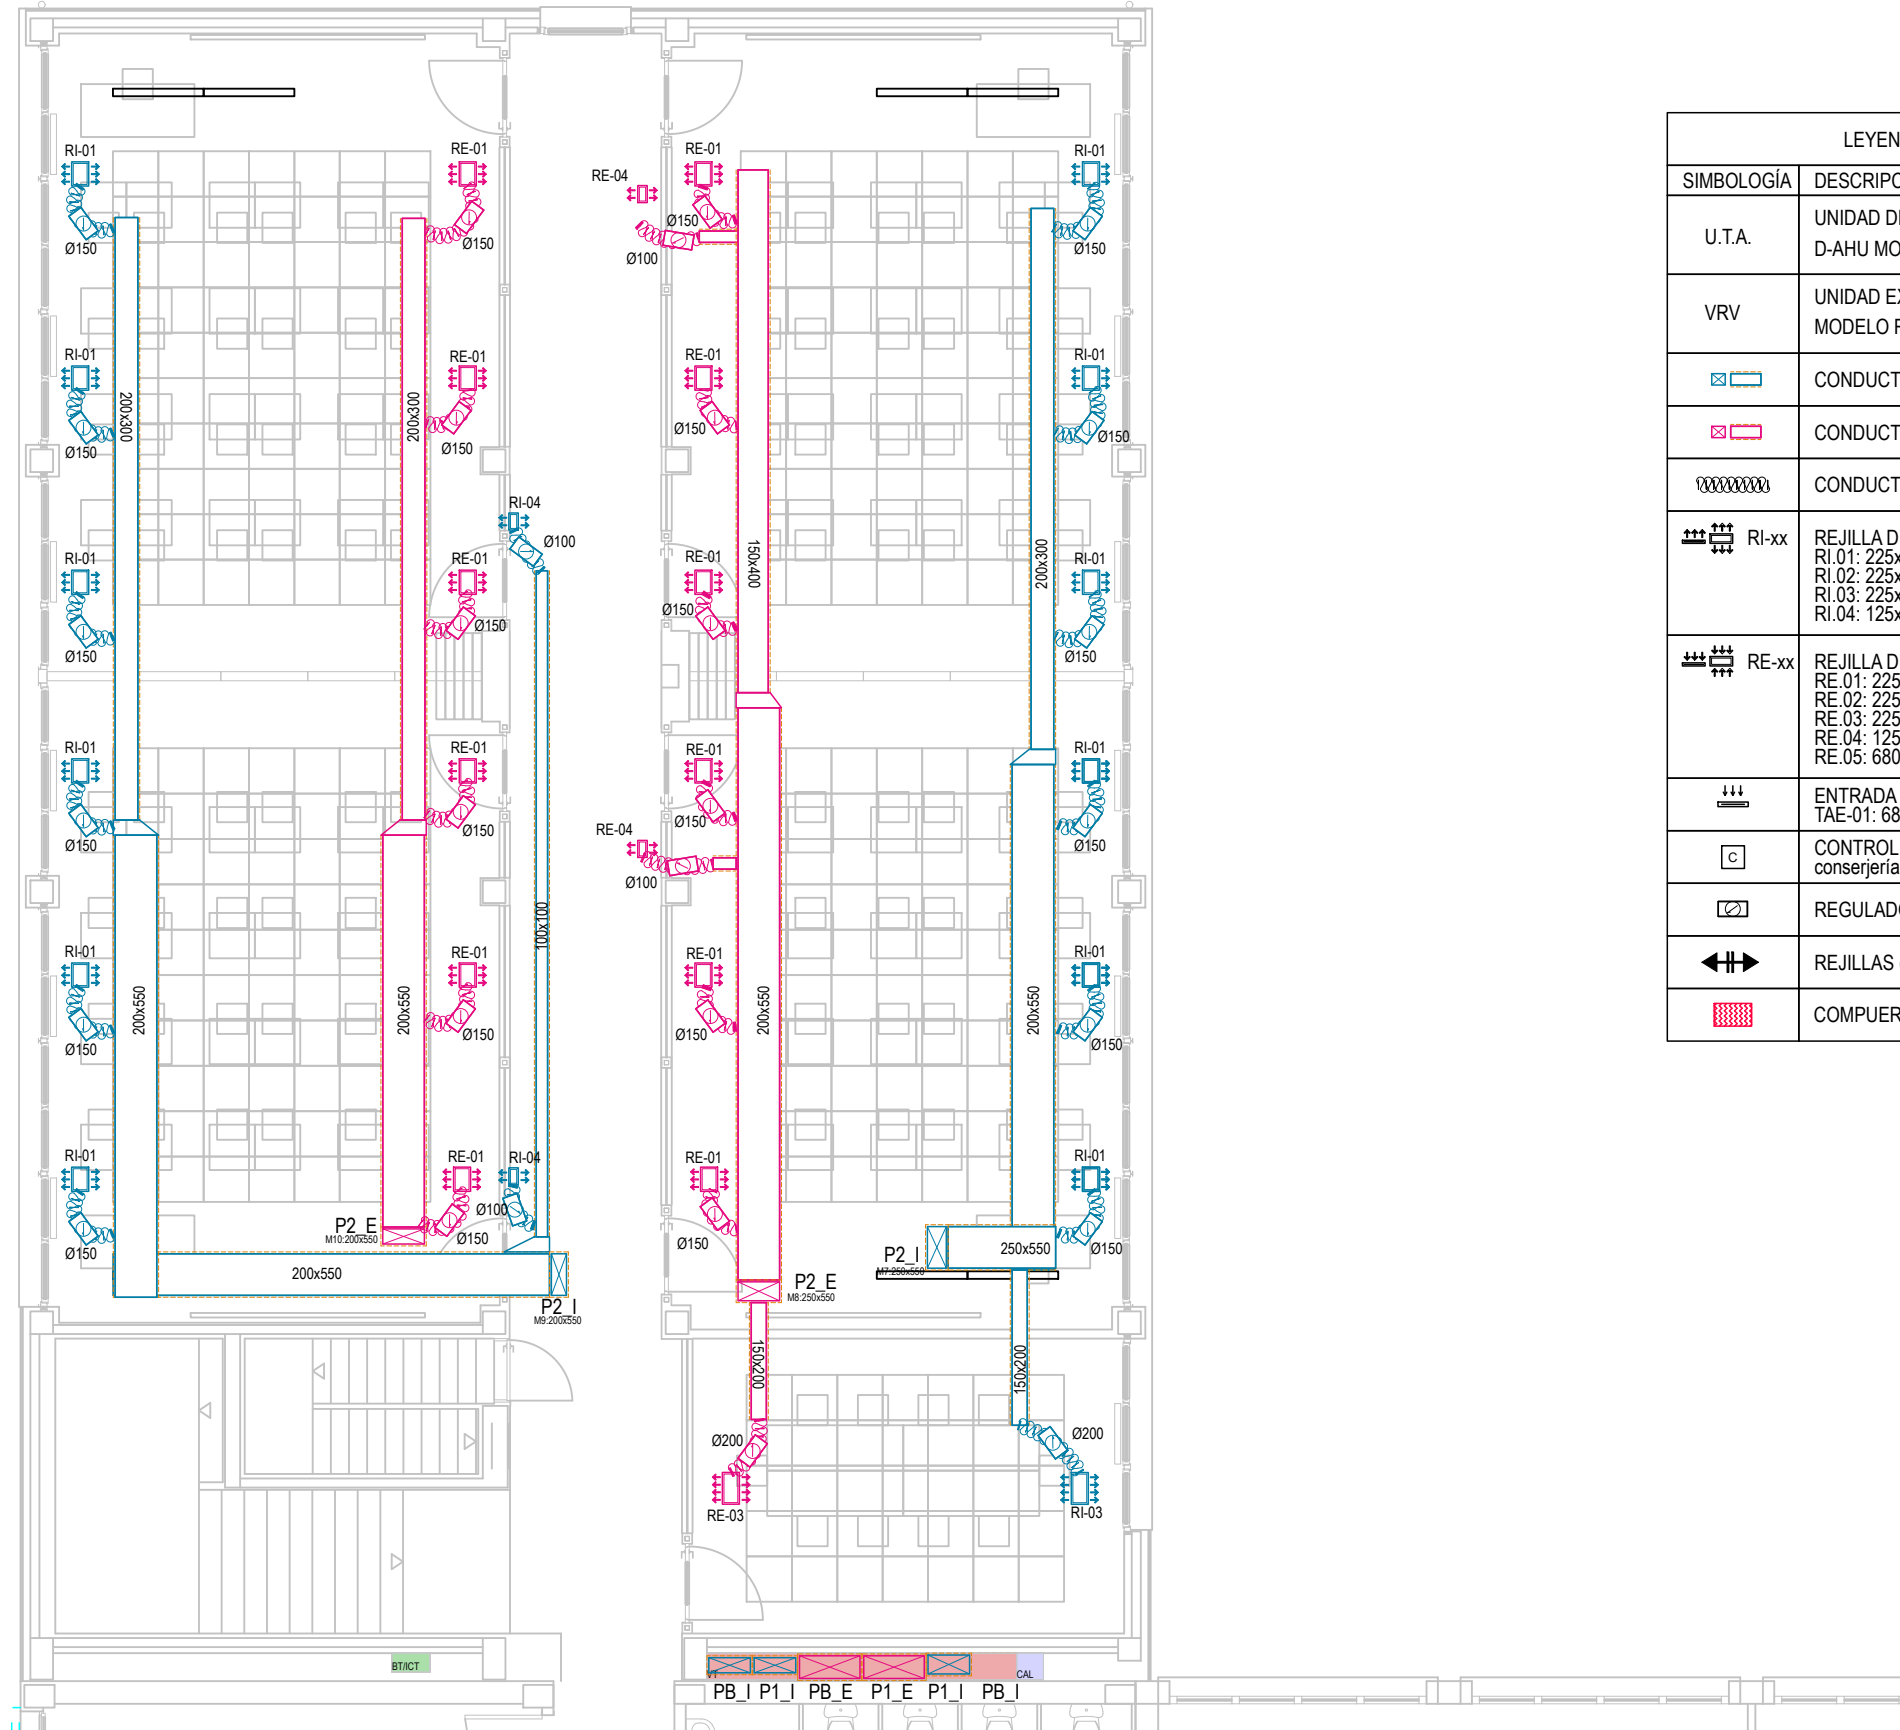 RI-01
Ø150
RI-01
Ø150
RI-01
Ø150
RI-01
Ø150
RI-01
Ø150
RI-01
Ø150
200x300
200x550
200x550
P2_I
M9:200x550
RE-01
Ø150
RE-01
Ø150
RE-01
Ø150
RE-01
Ø150
RE-01
Ø150
RE-01
Ø150
200x300
200x550
P2_E
M10:200x550
RI-04
Ø100
100x100
RI-04
Ø100
RE-04
Ø100
RE-04
Ø100
RE-01
Ø150
RE-01
Ø150
RE-01
Ø150
RE-01
Ø150
RE-01
Ø150
RE-01
Ø150
150x400
200x550
P2_E
M8:250x550
150x200
Ø200
RE-03
RI-01
Ø150
RI-01
Ø150
RI-01
Ø150
RI-01
Ø150
RI-01
Ø150
RI-01
Ø150
200x300
200x550
250x550
P2_I
M7:250x550
150x200
Ø200
RI-03
BT/ICT
CAL
PB_I P1_I PB_E P1_E P1_I PB_I
LEYEN
SIMBOLOGÍA DESCRIPC
U.T.A.
UNIDAD D
D-AHU MO
VRV
UNIDAD E
MODELO
CONDUCT
CONDUCT
CONDUCT
RI-xx
REJILLA D
RI.01: 225x
RI.02: 225x
RI.03: 225x
RI.04: 125x
RE-xx
REJILLA D
RE.01: 225
RE.02: 225
RE.03: 225
RE.04: 125
RE.05: 680
ENTRADA
TAE-01: 68
C
CONTROL
conserjería
REGULAD
REJILLAS
COMPUER